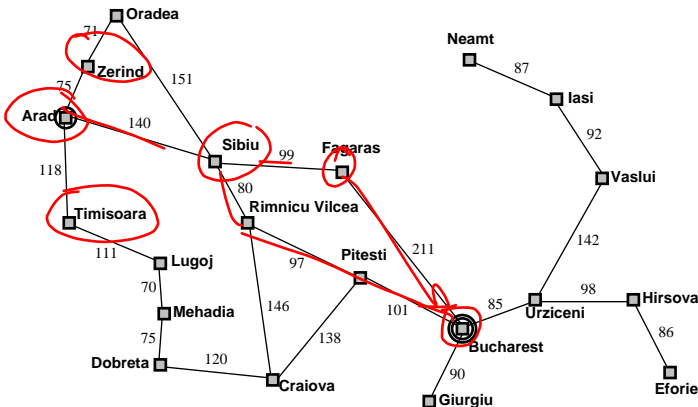 Oradea
71
Neamt
Zerind
87
75
151
Iasi
Arad
140
Sibiu
Fagaras
92
99
118
80
Vaslui
Timisoara
Rimnicu Vilcea
111
97
Pitesti
211
142
Lugoj
70
146
101
85
98
Hirsova
Mehadia
Urziceni
75
138
86
Bucharest
Dobreta
120
90
Craiova
Giurgiu
Eforie